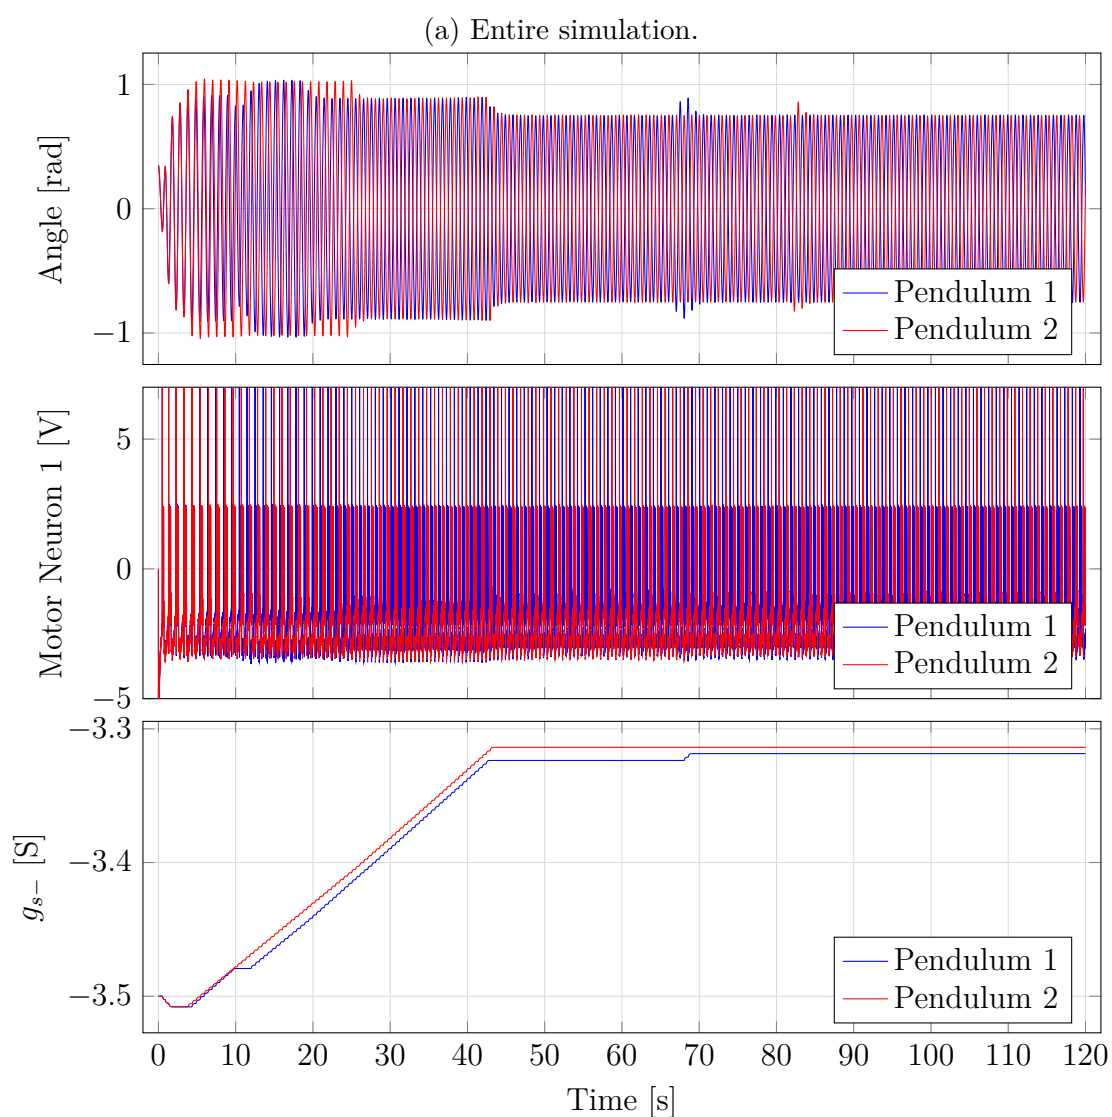 (a) Entire simulation.
Angle [rad]
1
0
−1
Pendulum 1
Pendulum 2
Motor Neuron 1 [V]
5
0
−5
Pendulum 1
Pendulum 2
g_{s−} [S]
−3.3
−3.4
−3.5
Pendulum 1
Pendulum 2
0 10 20 30 40 50 60 70 80 90 100 110 120
Time [s]